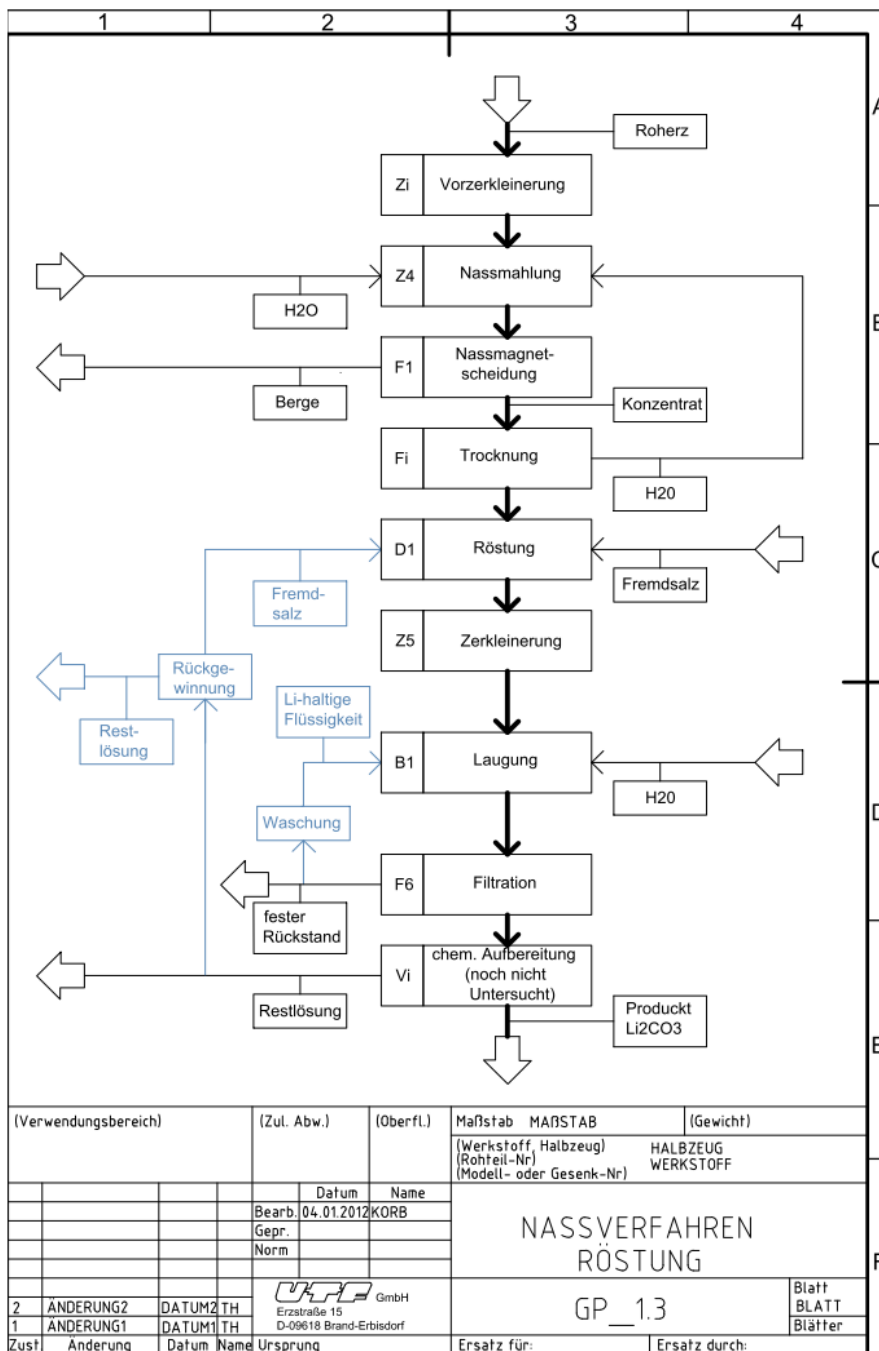 1 2 3 4
A
Roherz
Zi Vorzerkleinerung
Z4 Nassmahlung
H2O
F1 Nassmagnet-
scheidung
Berge
Konzentrat
Fi Trocknung
H20
D1 Röstung
Fremd-
salz
Fremdsalz
Z5 Zerkleinerung
Rückge-
winnung
Li-haltige
Flüssigkeit
Rest-
lösung
B1 Laugung
H20
Waschung
D
F6 Filtration
fester
Rückstand
Vi chem. Aufbereitung
(noch nicht
Untersucht)
Restlösung
Produckt
Li2CO3
(Verwendungsbereich) (Zul. Abw.) (Oberfl.) Maßstab MAßSTAB (Gewicht)
(Werkstoff, Halbzeug) HALBZEUG
(Rohteil-Nr) WERKSTOFF
(Modell- oder Gesenk-Nr)
Datum Name
Bearb. 04.01.2012 KORB
Gepr.
Norm
NASSVERFAHREN
RÖSTUNG
UTF GmbH
Erzstraße 15
D-09618 Brand-Erbisdorf
GP__1.3
Blatt
BLATT
Blätter
2 ÄNDERUNG2 DATUM2 TH
1 ÄNDERUNG1 DATUM1 TH
Zust. Änderung Datum Name Ursprung Ersatz für: Ersatz durch: